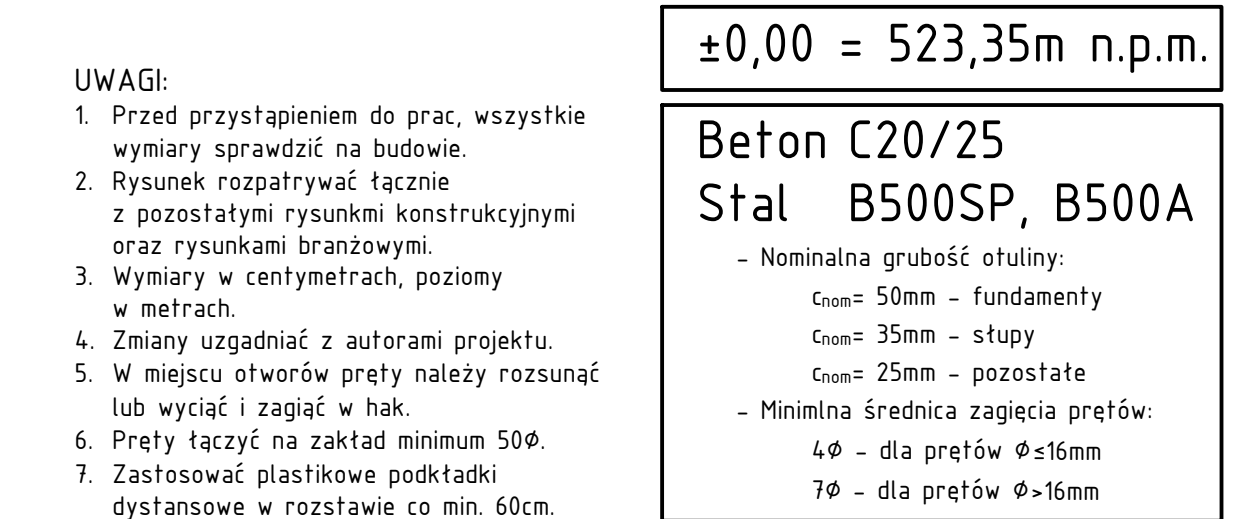 UWAGI:
1. Przed przystąpieniem do prac, wszystkie
wymiary sprawdzić na budowie.
2. Rysunek rozpatrywać łącznie
z pozostałymi rysunkmi konstrukcyjnymi
oraz rysunkami branżowymi.
3. Wymiary w centymetrach, poziomy
w metrach.
4. Zmiany uzgadniać z autorami projektu.
5. W miejscu otworów pręty należy rozsunąć
lub wyciąć i zagiąć w hak.
6. Pręty łączyć na zakład minimum 50Ø.
7. Zastosować plastikowe podkładki
dystansowe w rozstawie co min. 60cm.
±0,00 = 523,35m n.p.m.
Beton C20/25
Stal B500SP, B500A
- Nominalna grubość otuliny:
cnom= 50mm - fundamenty
cnom= 35mm - słupy
cnom= 25mm - pozostałe
- Minimlna średnica zagięcia prętów:
4Ø - dla prętów Ø≤16mm
7Ø - dla prętów Ø>16mm